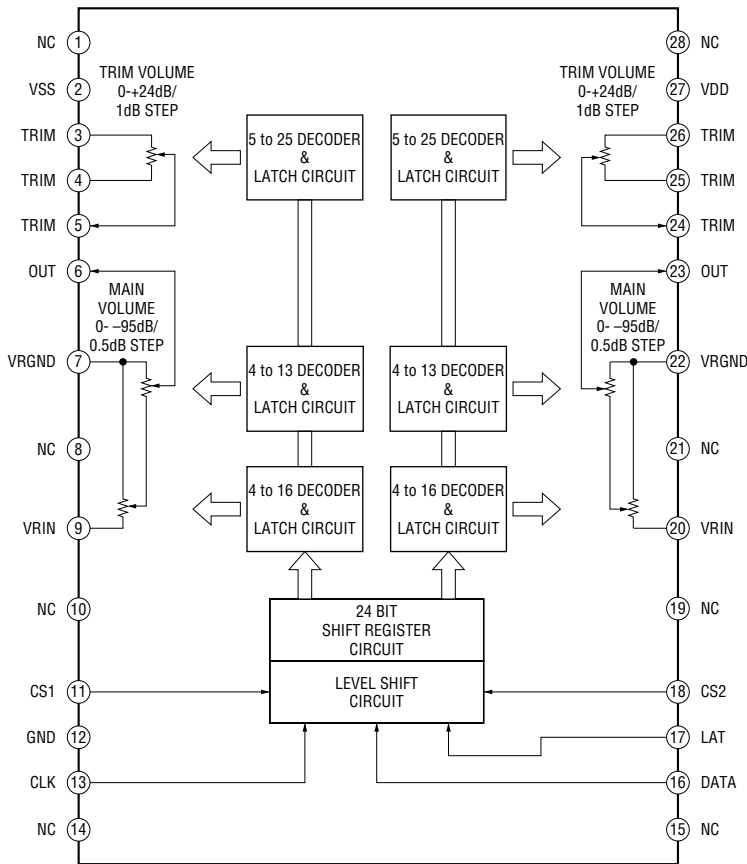 NC 1
28 NC
VSS 2
TRIM VOLUME
0-+24dB/
1dB STEP
TRIM VOLUME
0-+24dB/
1dB STEP
27 VDD
TRIM 3
5 to 25 DECODER
&
LATCH CIRCUIT
5 to 25 DECODER
&
LATCH CIRCUIT
26 TRIM
TRIM 4
25 TRIM
TRIM 5
24 TRIM
OUT 6
23 OUT
MAIN
VOLUME
0- –95dB/
0.5dB STEP
MAIN
VOLUME
0- –95dB/
0.5dB STEP
VRGND 7
22 VRGND
4 to 13 DECODER
&
LATCH CIRCUIT
4 to 13 DECODER
&
LATCH CIRCUIT
NC 8
21 NC
4 to 16 DECODER
&
LATCH CIRCUIT
4 to 16 DECODER
&
LATCH CIRCUIT
VRIN 9
20 VRIN
NC 10
19 NC
24 BIT
SHIFT REGISTER
CIRCUIT
CS1 11
LEVEL SHIFT
CIRCUIT
18 CS2
GND 12
17 LAT
CLK 13
16 DATA
NC 14
15 NC